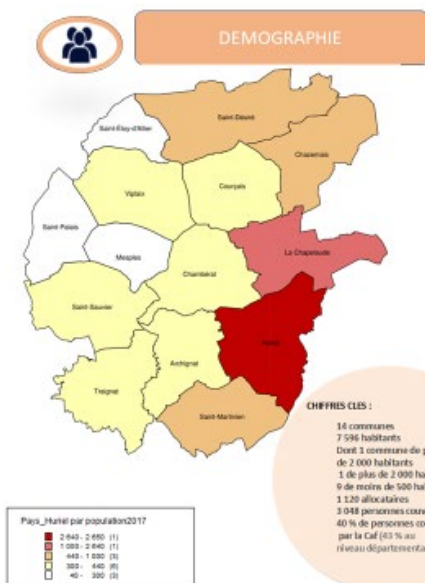 DEMOGRAPHIE
Saint-Désiré
Saint-Eloy-d'Allier
Chazemais
Viplaix
Courçais
Saint-Palais
Mesples
La Chapelaude
Chambérat
Saint-Sauvier
Huriel
Archignat
Treignat
Saint-Martinien
CHIFFRES CLES :
14 communes
7 596 habitants
Dont 1 commune de p
de 2 000 habitants
1 de plus de 2 000 ha
9 de moins de 500 ha
1 120 allocataires
3 048 personnes couv
40 % de personnes co
par la Caf (43 % au
niveau départementa
Pays_Huriel par population2017
2 640 - 2 650 (1)
1 000 - 2 640 (1)
440 - 1 000 (3)
300 - 440 (6)
40 - 300 (3)